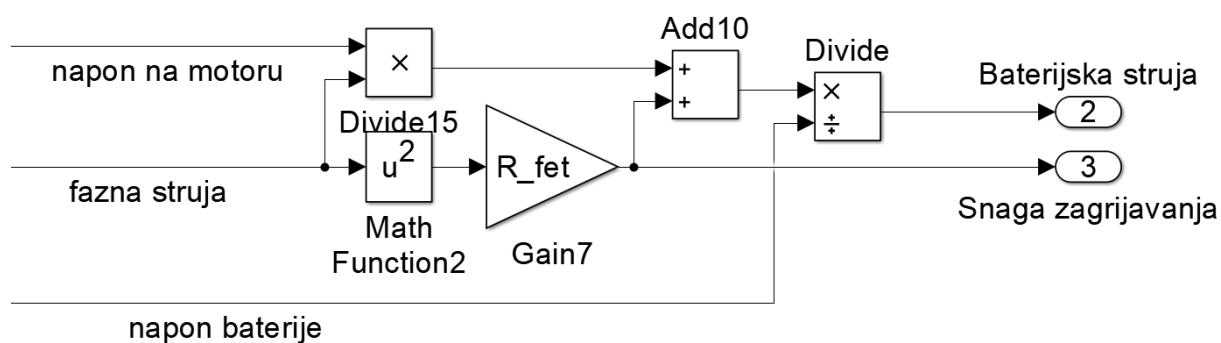 napon na motoru
×
Divide15
Add10
+
+
Divide
×
÷
Baterijska struja
2
fazna struja
u²
Math
Function2
R_fet
Gain7
3
Snaga zagrijavanja
napon baterije